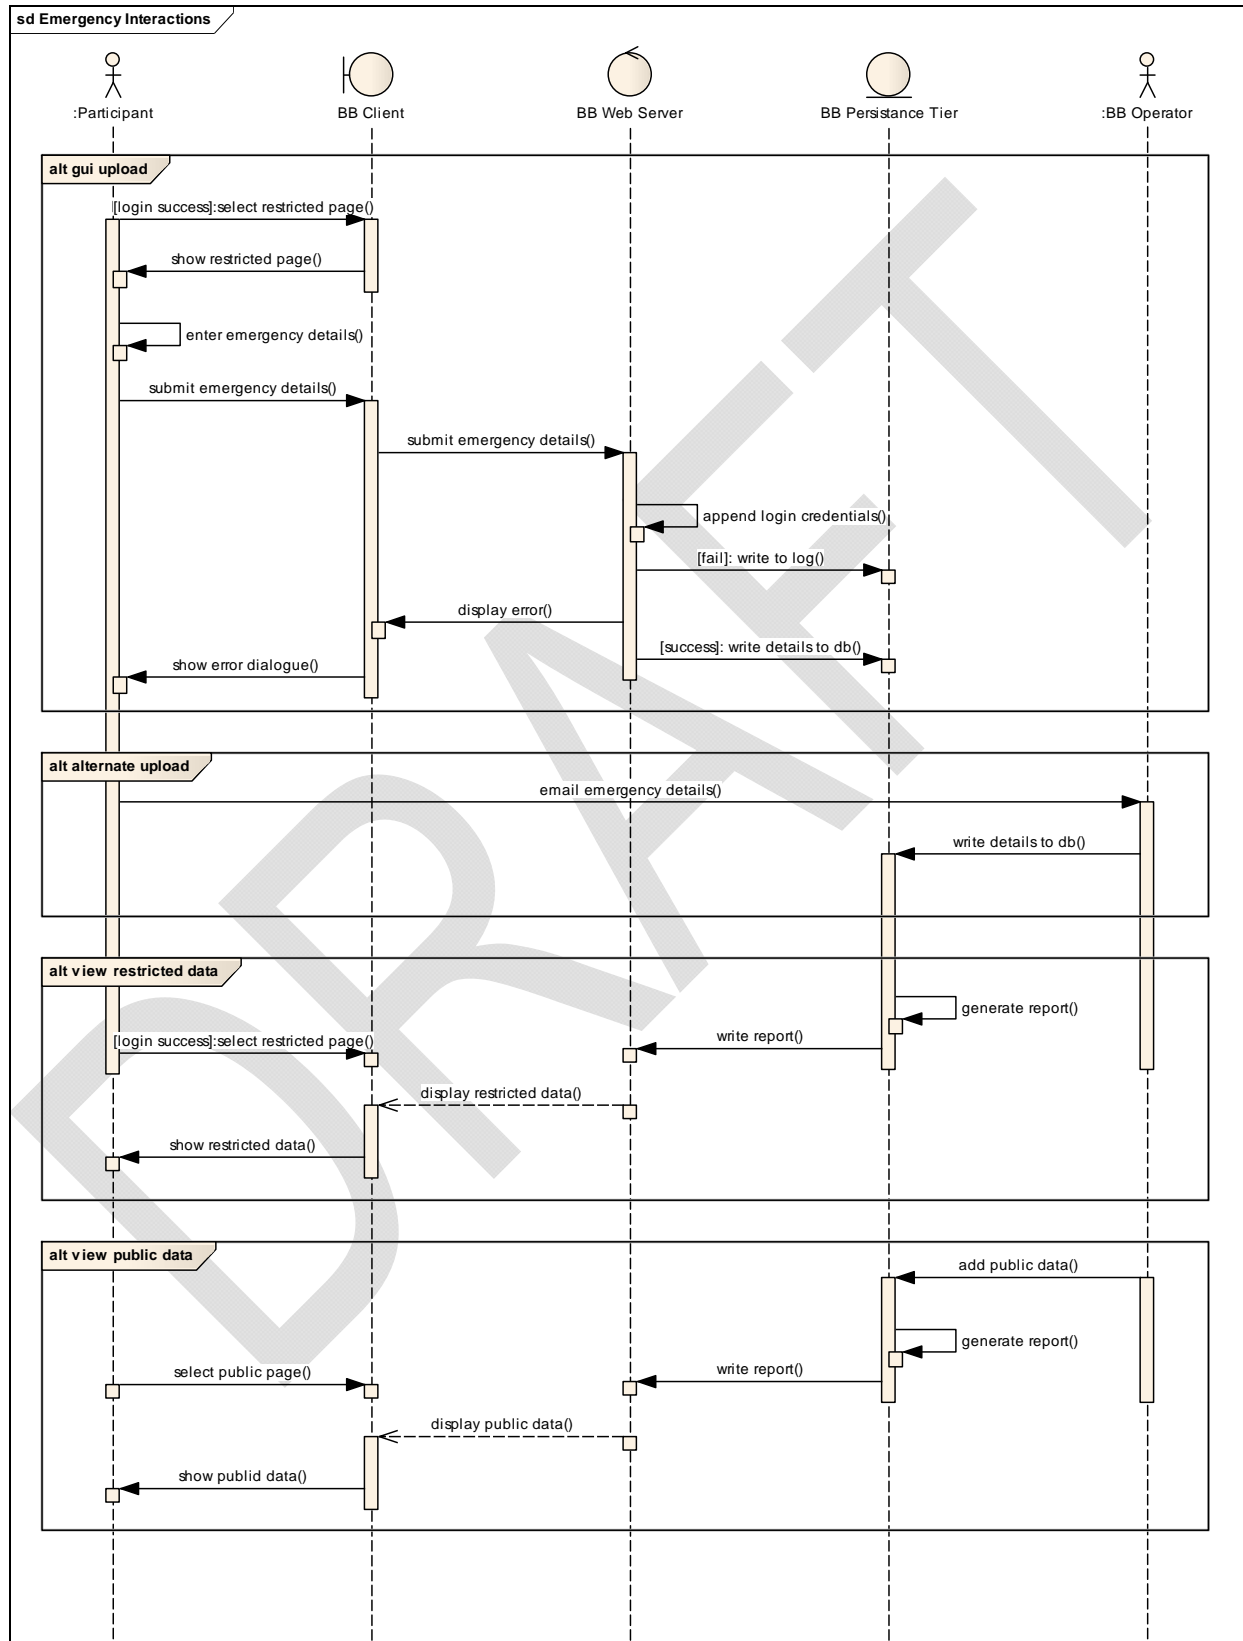 sd Emergency Interactions
:Participant
BB Client
BB Web Server
BB Persistance Tier
:BB Operator
alt gui upload
[login success]:select restricted page()
show restricted page()
enter emergency details()
submit emergency details()
submit emergency details()
append login credentials()
[fail]: write to log()
display error()
[success]: write details to db()
show error dialogue()
alt alternate upload
email emergency details()
write details to db()
alt view restricted data
generate report()
write report()
[login success]:select restricted page()
display restricted data()
show restricted data()
alt view public data
add public data()
generate report()
write report()
select public page()
display public data()
show publid data()
DRAFT